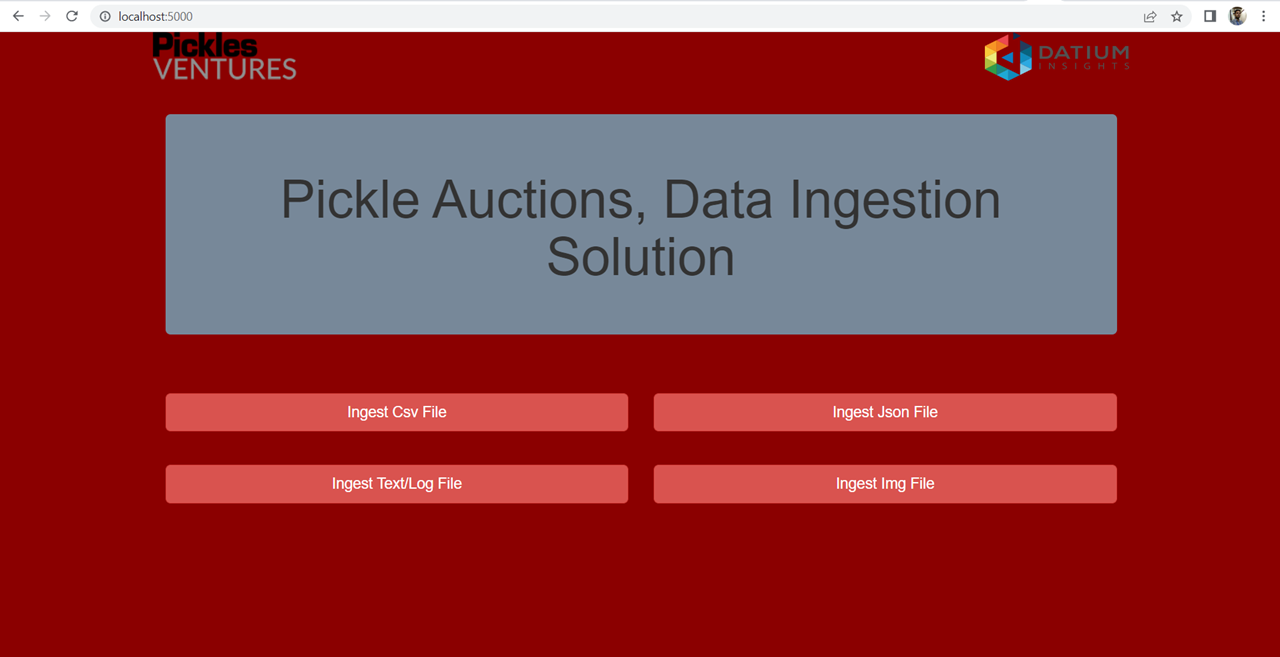 localhost:5000
Pickles
VENTURES
DATIUM
INSIGHTS
Pickle Auctions, Data Ingestion
Solution
Ingest Csv File
Ingest Json File
Ingest Text/Log File
Ingest Img File